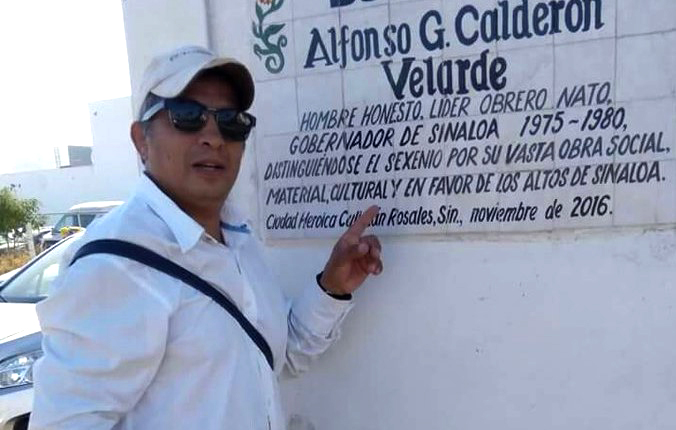 Alfonso G. Calderón
Velarde
HOMBRE HONESTO, LÍDER OBRERO NATO,
GOBERNADOR DE SINALOA 1975-1980,
DISTINGUIÉNDOSE EL SEXENIO POR SU VASTA OBRA SOCIAL,
MATERIAL, CULTURAL Y EN FAVOR DE LOS ALTOS DE SINALOA.
Ciudad Heroica Culiacán Rosales, Sin., noviembre de 2016.